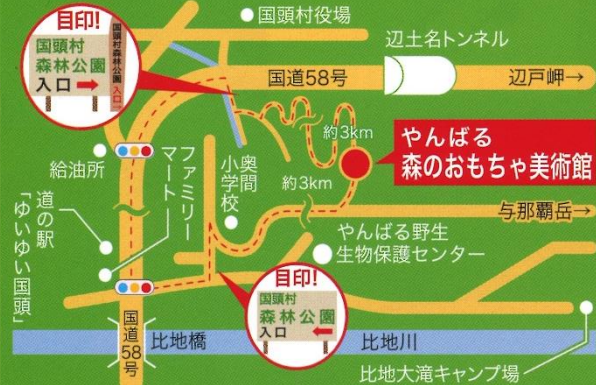 目印!
国頭村
森林公園
入口
国頭村森林公園
入口
国頭村役場
辺土名トンネル
国道58号
辺戸岬
約3km
やんばる
森のおもちゃ美術館
給油所
ファミリー
マート
奥間
小学校
約3km
与那覇岳
道の駅
「ゆいゆい国頭」
やんばる野生
生物保護センター
目印!
国頭村
森林公園
入口
国道58号
比地橋
比地川
比地大滝キャンプ場